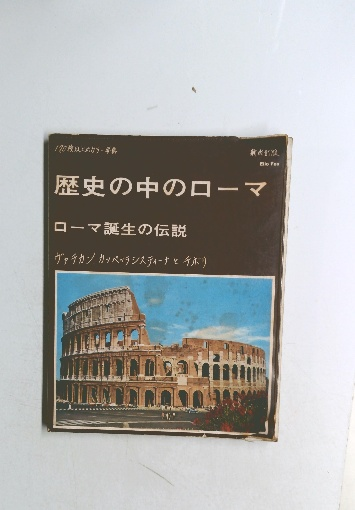 歴史の中のローマ
ローマ誕生の伝説
ヴァチカン カッペッラシスティーナと チボリ